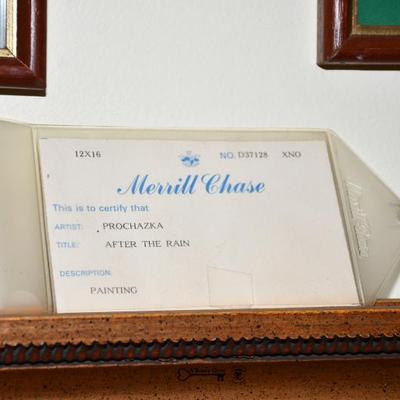 12X16 NO. D37128 XNO
Merrill Chase
This is to certify that
ARTIST: PROCHAZKA
TITLE: AFTER THE RAIN
DESCRIPTION:
PAINTING